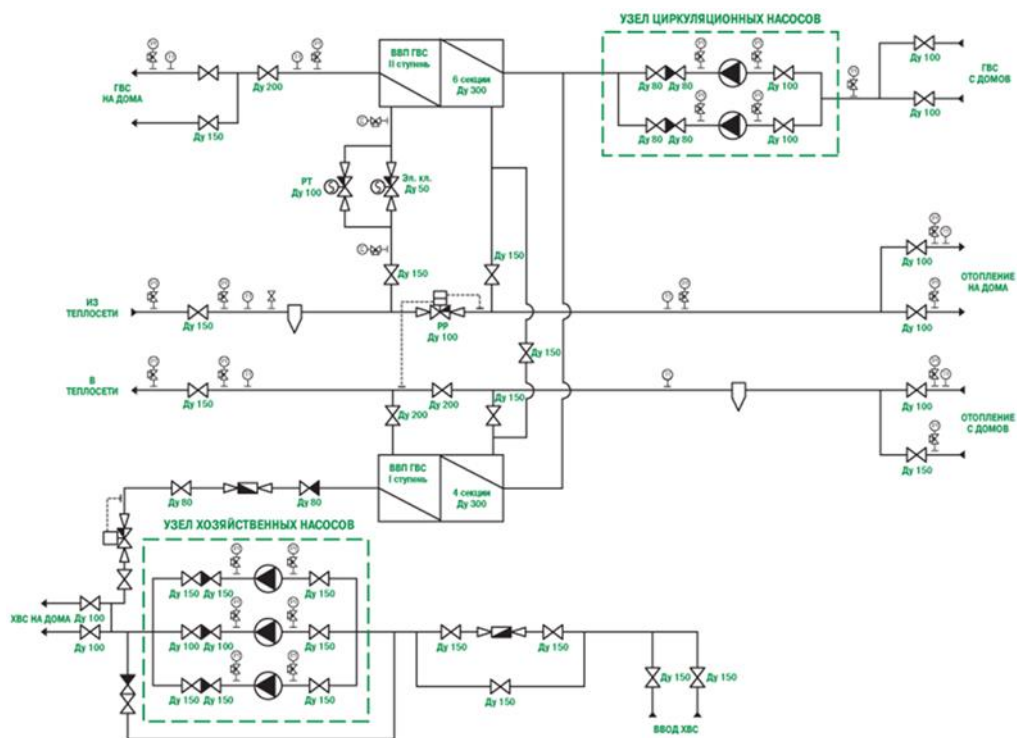 УЗЕЛ ЦИРКУЛЯЦИОННЫХ НАСОСОВ
ВВП ГВС
II ступень
6 секции
Ду 300
ГВС
НА ДОМА
Ду 200
Ду 150
Ду 80 Ду 80
Ду 100
Ду 80 Ду 80
Ду 100
Ду 100
Ду 100
ГВС
С ДОМОВ
РТ
Ду 100
Эл. кл.
Ду 50
Ду 150
Ду 150
ИЗ
ТЕПЛОСЕТИ
Ду 150
РР
Ду 100
Ду 100
Ду 100
ОТОПЛЕНИЕ
НА ДОМА
Ду 150
В
ТЕПЛОСЕТИ
Ду 150
Ду 200
Ду 200
Ду 150
Ду 100
Ду 150
ОТОПЛЕНИЕ
С ДОМОВ
ВВП ГВС
I ступень
4 секции
Ду 300
Ду 80
Ду 80
УЗЕЛ ХОЗЯЙСТВЕННЫХ НАСОСОВ
Ду 150 Ду 150
Ду 150
ХВС НА ДОМА
Ду 100
Ду 100
Ду 100 Ду 100
Ду 150
Ду 150 Ду 150
Ду 150
Ду 150
Ду 150
Ду 150
Ду 150
Ду 150
ВВОД ХВС